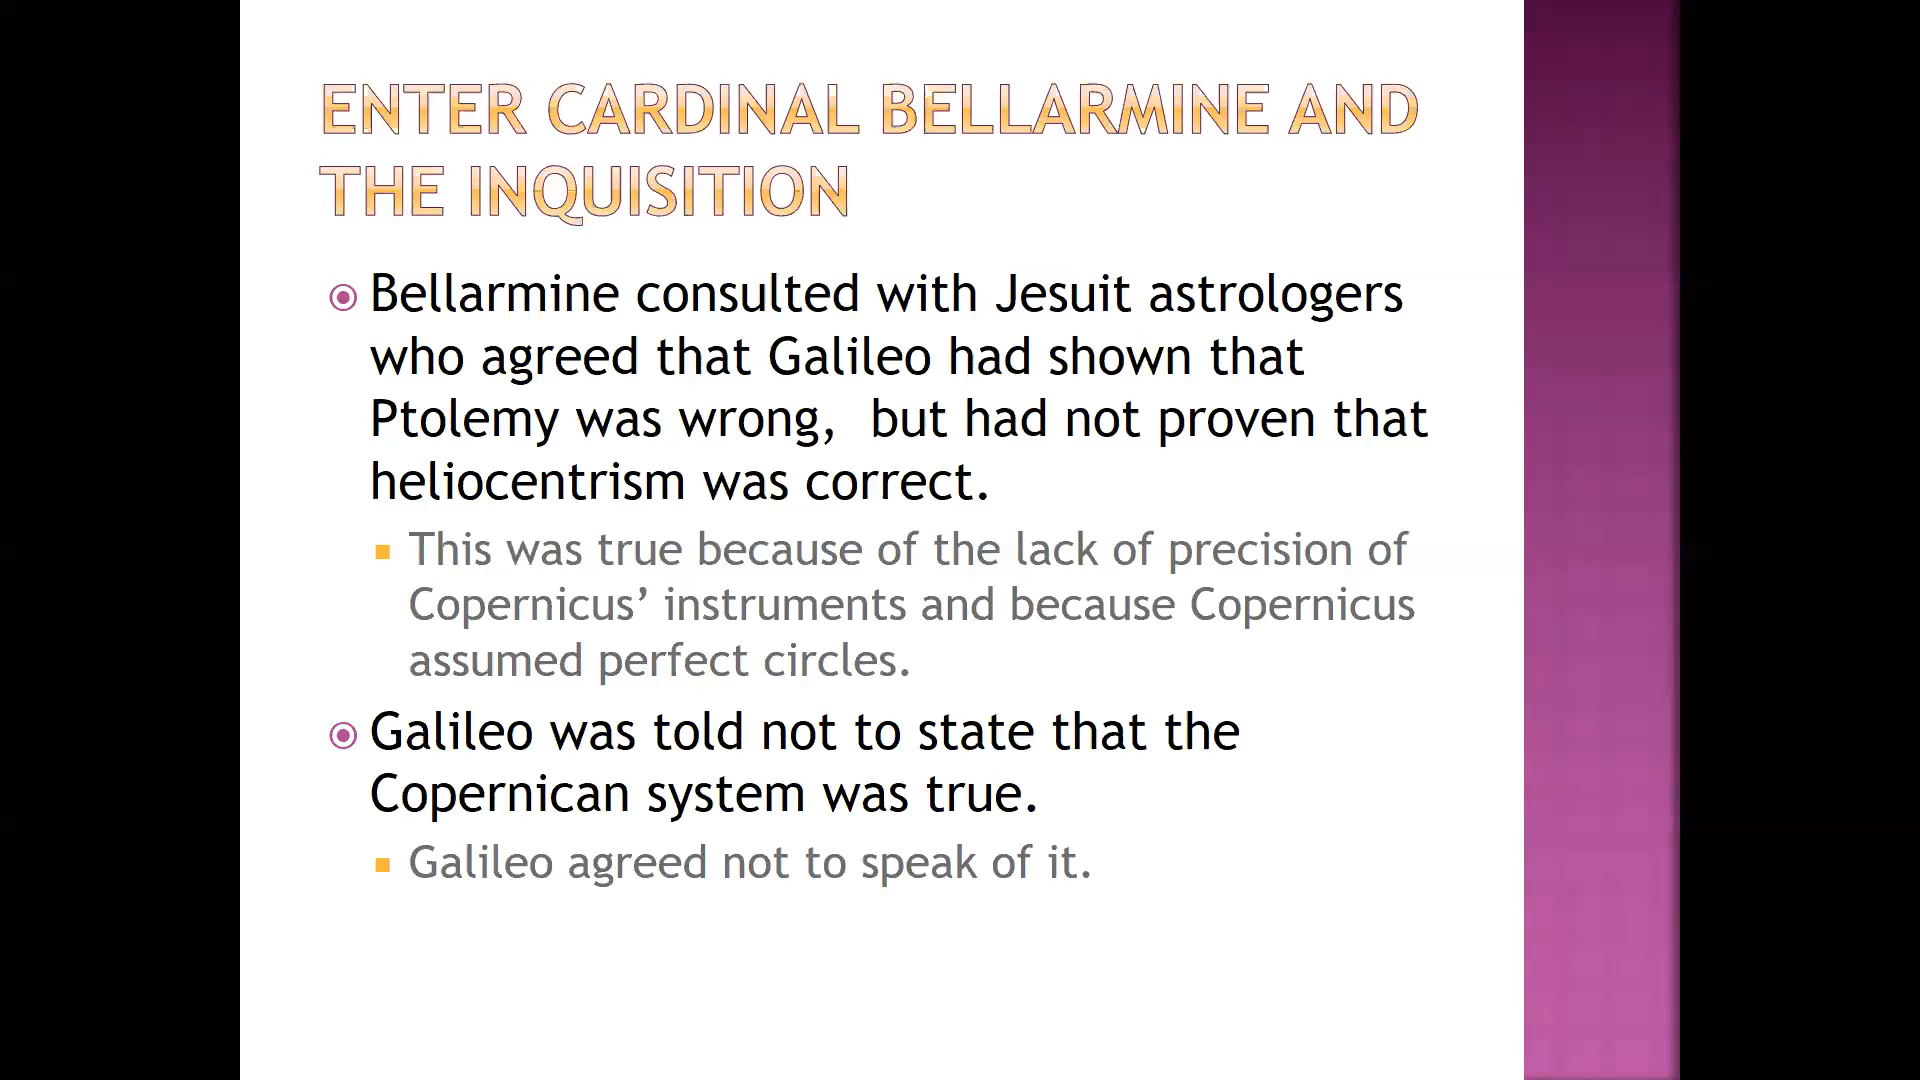 ENTER CARDINAL BELLARMINE AND
THE INQUISITION
Bellarmine consulted with Jesuit astrologers
who agreed that Galileo had shown that
Ptolemy was wrong,  but had not proven that
heliocentrism was correct.
This was true because of the lack of precision of
Copernicus’ instruments and because Copernicus
assumed perfect circles.
Galileo was told not to state that the
Copernican system was true.
Galileo agreed not to speak of it.